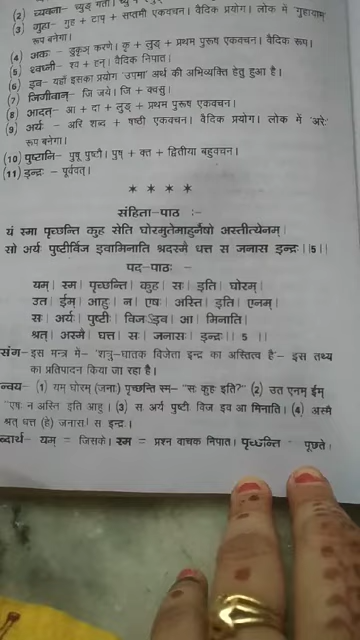 (2) च्यवना– च्युङ् गतौ।
(3) गुहा– गुह + टाप् + सप्तमी एकवचन। वैदिक प्रयोग। लोक में 'गुहायाम्'
रूप बनेगा।
(4) अकः – डुकृञ् करणे। कृ + लुङ् + प्रथम पुरूष एकवचन। वैदिक रूप।
(5) श्वघ्नी– श्व + हन्। वैदिक निपात।
(6) इव– यहाँ इसका प्रयोग 'उपमा' अर्थ की अभिव्यक्ति हेतु हुआ है।
(7) जिगीवान्– जि जये। जि + क्वसु।
(8) आदत्– आ + दा + लुङ् + प्रथम पुरूष एकवचन।
(9) अर्य – अरि शब्द + षष्ठी एकवचन। वैदिक प्रयोग। लोक में 'अरेः'
रूप बनेगा।
(10) पुष्टानि– पुष् पुष्टौ। पुष् + क्त + द्वितीया बहुवचन।
(11) इन्द्रः – पूर्ववत्।
* * * *
संहिता-पाठ :–
यं स्मा पृच्छन्ति कुह सेति घोरमुतेमाहुर्नैषो अस्तीत्येनम्।
सो अर्य पुष्टीर्विज इवामिनाति श्रदस्मै धत्त स जनास इन्द्रः ।।5।।
पद-पाठः –
यम्। स्म। पृच्छन्ति। कुह। सः। इति। घोरम्।
उत। ईम्। आहुः। न। एषः। अस्ति। इति। एनम्।
सः। अर्यः। पुष्टीः। विजःऽइव। आ। मिनाति।
श्रत्। अस्मै। धत्त। सः। जनासः। इन्द्रः।। 5 ।।
संग– इस मन्त्र में– 'शत्रु-घातक विजेता इन्द्र का अस्तित्व है'– इस तथ्य
का प्रतिपादन किया जा रहा है।
न्वय– (1) यम् घोरम् (जनाः) पृच्छन्ति स्म– "सः कुहः इति?" (2) उत एनम् ईम्
"एषः न अस्ति इति आहुः। (3) स अर्य पुष्टी विज इव आ मिनाति। (4) अस्मै
श्रत् धत्त (हे) जनास। स इन्द्रः।
ब्दार्थ– यम् = जिसके। स्म = प्रश्न वाचक निपात। पृच्छन्ति – पूछते।